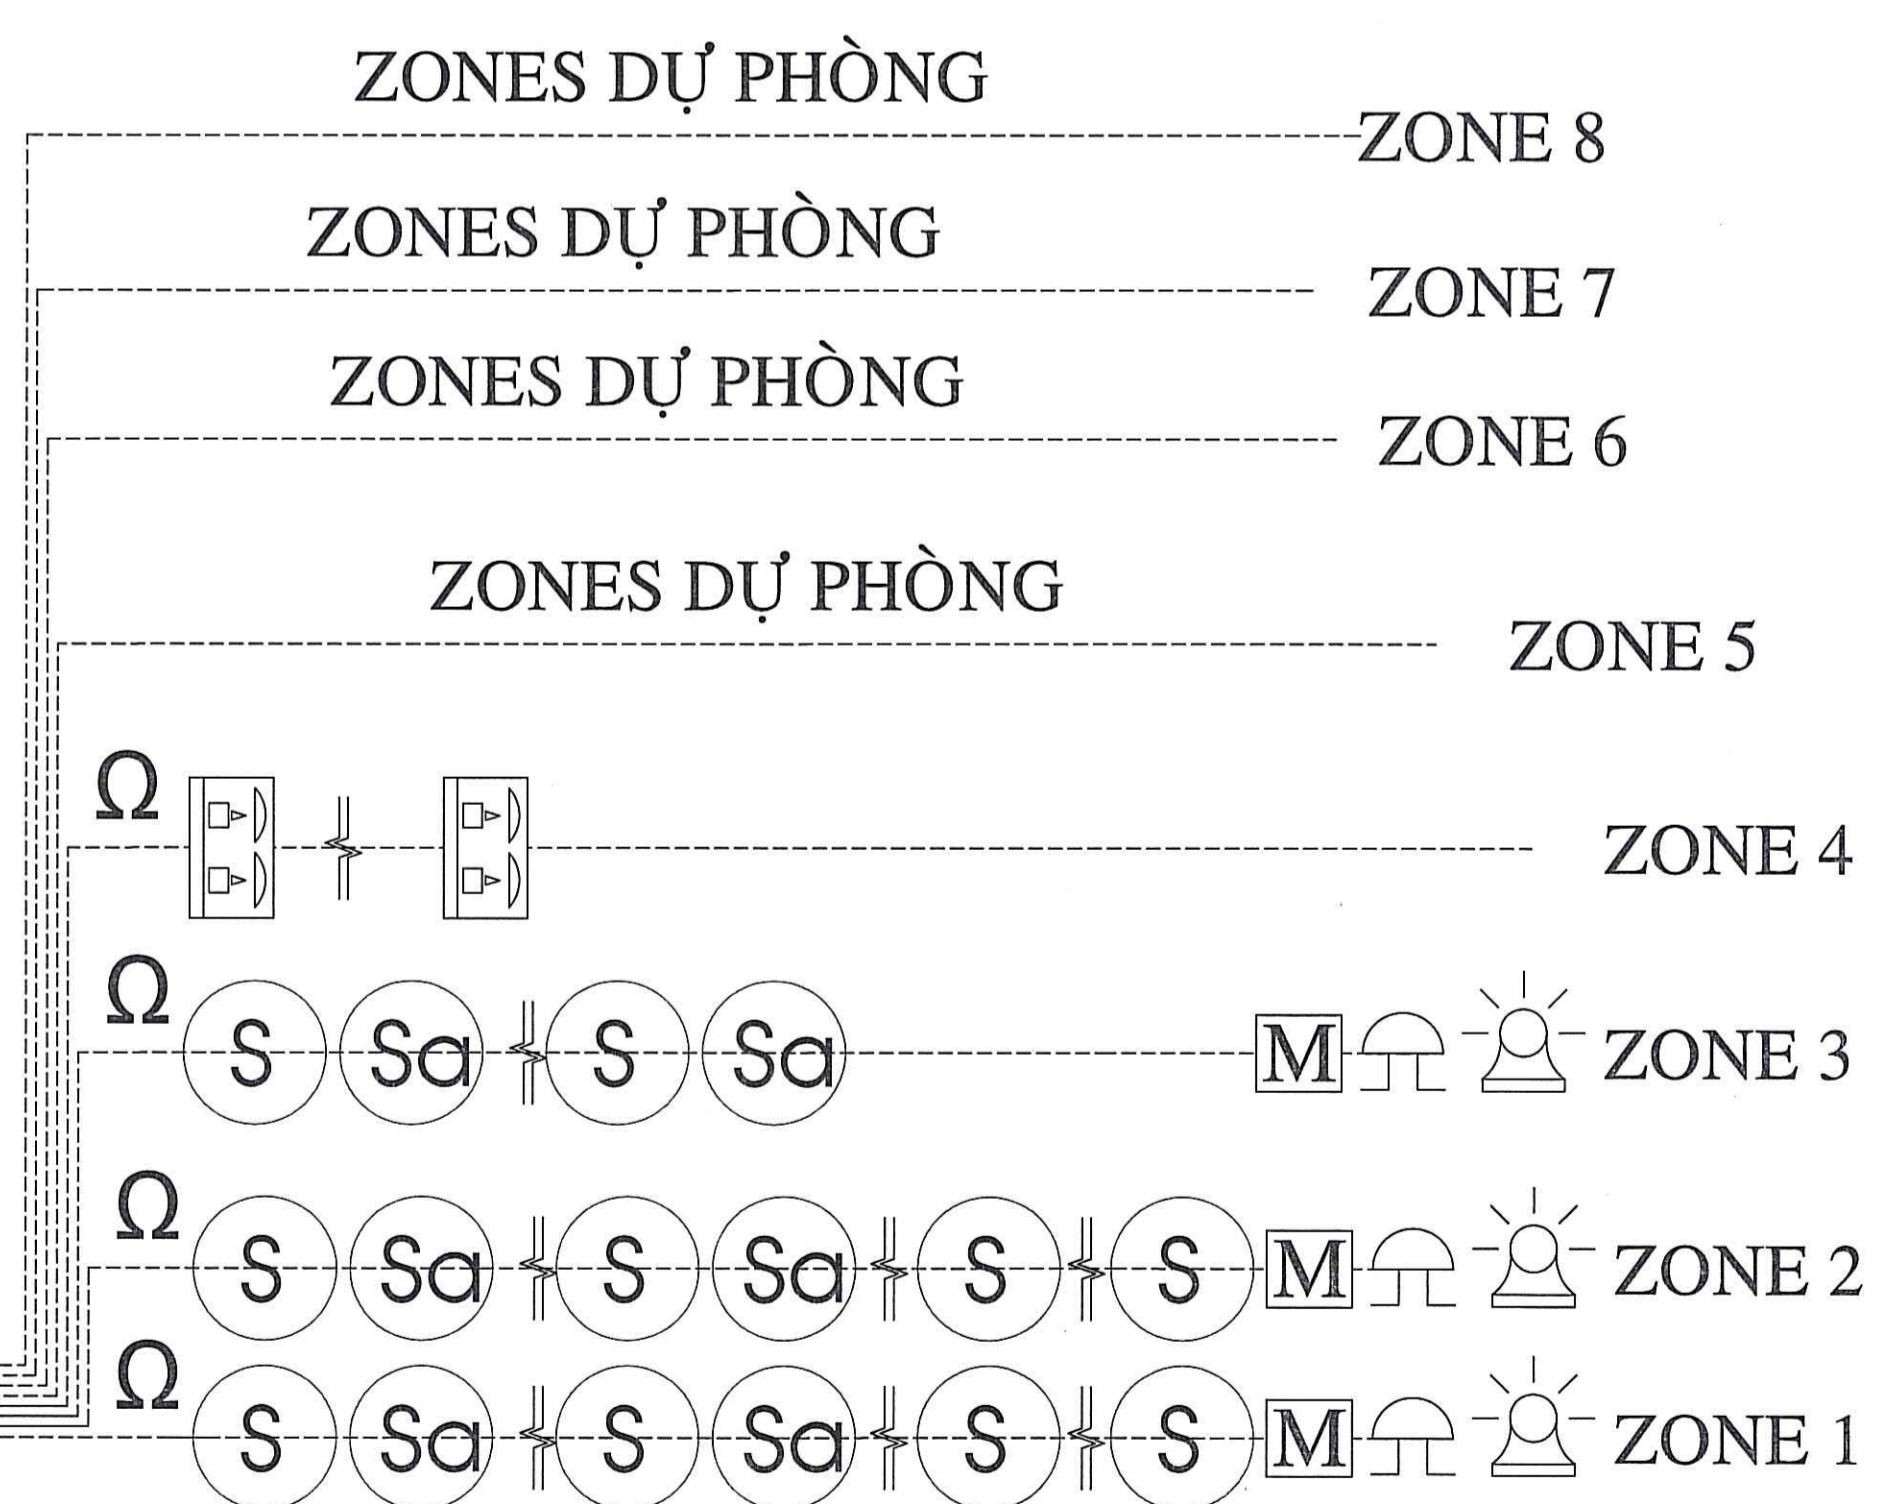 ZONES DỰ PHÒNG
ZONE 8
ZONES DỰ PHÒNG
ZONE 7
ZONES DỰ PHÒNG
ZONE 6
ZONES DỰ PHÒNG
ZONE 5
Ω
ZONE 4
Ω
S Sa S Sa M ZONE 3
Ω
S Sa S Sa S S M ZONE 2
Ω
S Sa S Sa S S M ZONE 1